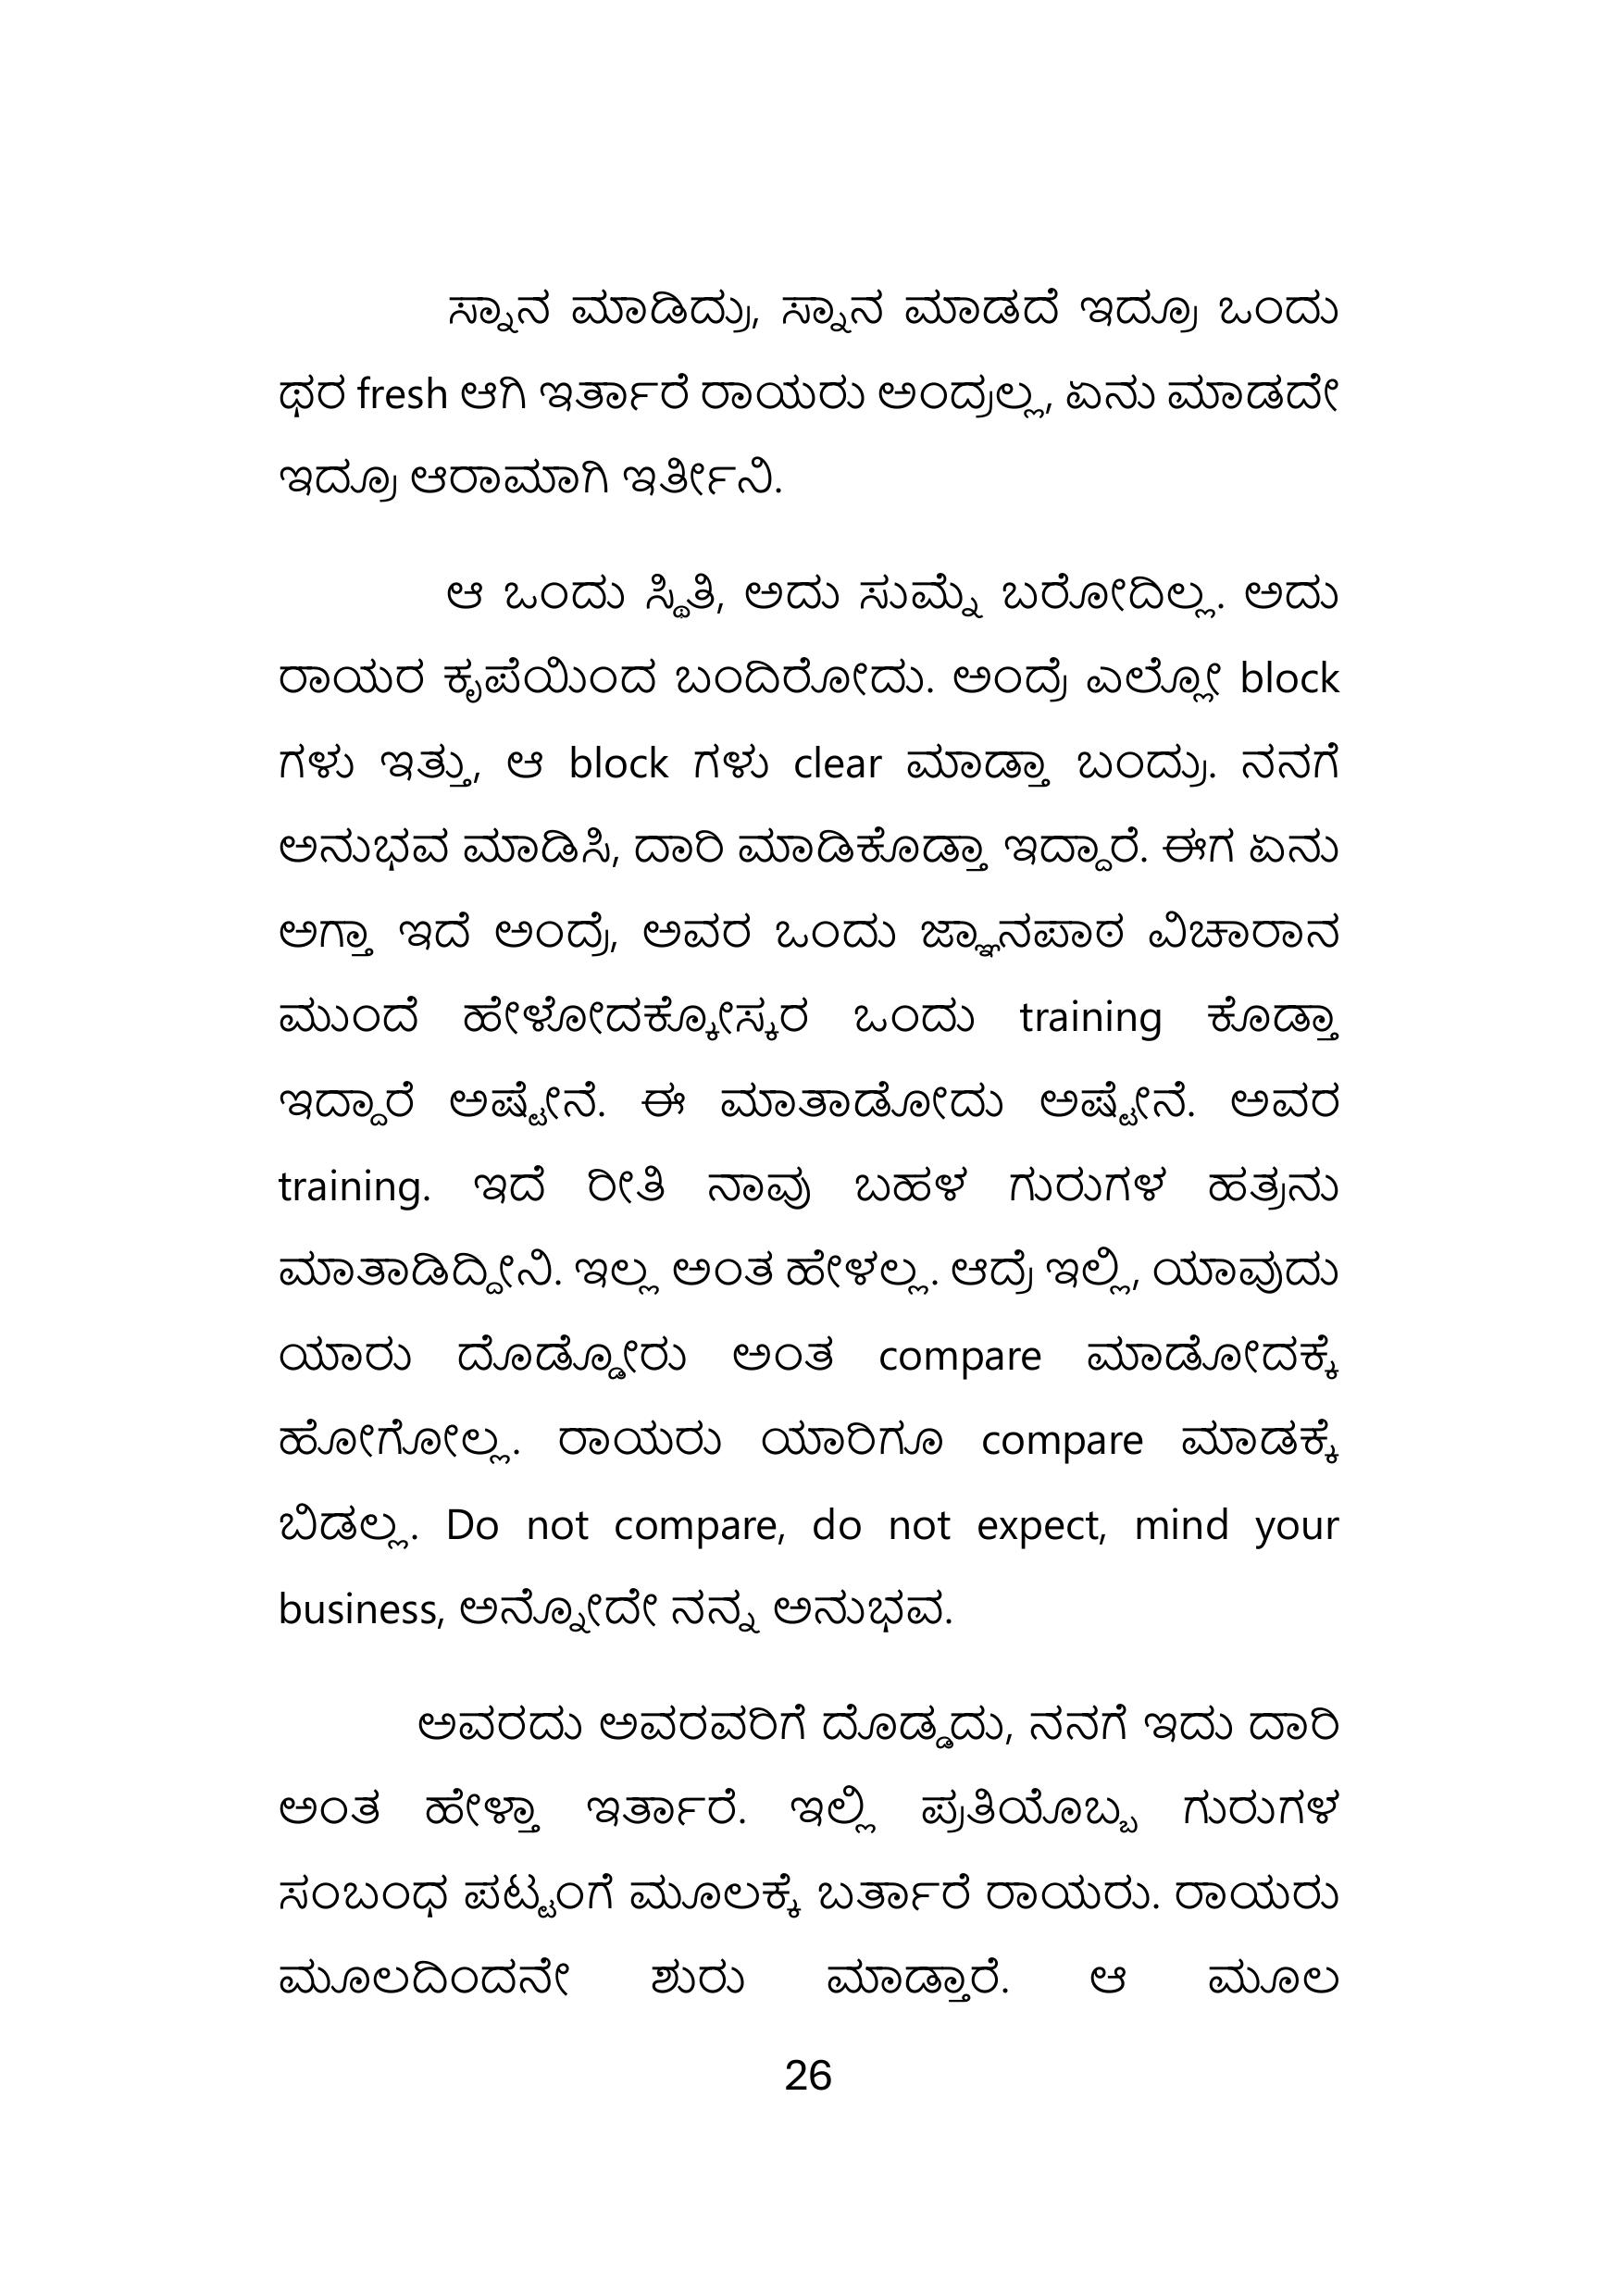 ಸ್ನಾನ ಮಾಡಿದ್ರು, ಸ್ನಾನ ಮಾಡದೆ ಇದ್ರೂ ಒಂದು
ಥರ fresh ಆಗಿ ಇರ್ತಾರೆ ರಾಯರು ಅಂದ್ರಲ್ಲ, ಏನು ಮಾಡದೇ
ಇದ್ರೂ ಆರಾಮಾಗಿ ಇರ್ತೀನಿ.
ಆ ಒಂದು ಸ್ಥಿತಿ, ಅದು ಸುಮ್ನೆ ಬರೋದಿಲ್ಲ. ಅದು
ರಾಯರ ಕೃಪೆಯಿಂದ ಬಂದಿರೋದು. ಅಂದ್ರೆ ಎಲ್ಲೋ block
ಗಳು ಇತ್ತು, ಆ block ಗಳು clear ಮಾಡ್ತಾ ಬಂದ್ರು. ನನಗೆ
ಅನುಭವ ಮಾಡಿಸಿ, ದಾರಿ ಮಾಡಿಕೊಡ್ತಾ ಇದ್ದಾರೆ. ಈಗ ಏನು
ಅಗ್ತಾ ಇದೆ ಅಂದ್ರೆ, ಅವರ ಒಂದು ಜ್ಞಾನಪಾಠ ವಿಚಾರಾನ
ಮುಂದೆ ಹೇಳೋದಕ್ಕೋಸ್ಕರ ಒಂದು training ಕೊಡ್ತಾ
ಇದ್ದಾರೆ ಅಷ್ಟೇನೆ. ಈ ಮಾತಾಡೋದು ಅಷ್ಟೇನೆ. ಅವರ
training. ಇದೆ ರೀತಿ ನಾವು ಬಹಳ ಗುರುಗಳ ಹತ್ರನು
ಮಾತಾಡಿದ್ದೀನಿ. ಇಲ್ಲ ಅಂತ ಹೇಳಲ್ಲ. ಆದ್ರೆ ಇಲ್ಲಿ, ಯಾವುದು
ಯಾರು ದೊಡ್ಡೋರು ಅಂತ compare ಮಾಡೋದಕ್ಕೆ
ಹೋಗೋಲ್ಲ. ರಾಯರು ಯಾರಿಗೂ compare ಮಾಡಕ್ಕೆ
ಬಿಡಲ್ಲ. Do not compare, do not expect, mind your
business, ಅನ್ನೋದೇ ನನ್ನ ಅನುಭವ.
ಅವರದು ಅವರವರಿಗೆ ದೊಡ್ಡದು, ನನಗೆ ಇದು ದಾರಿ
ಅಂತ ಹೇಳ್ತಾ ಇರ್ತಾರೆ. ಇಲ್ಲಿ ಪ್ರತಿಯೊಬ್ಬ ಗುರುಗಳ
ಸಂಬಂಧ ಪಟ್ಟಂಗೆ ಮೂಲಕ್ಕೆ ಬರ್ತಾರೆ ರಾಯರು. ರಾಯರು
ಮೂಲದಿಂದನೇ ಶುರು ಮಾಡ್ತಾರೆ. ಆ ಮೂಲ
26